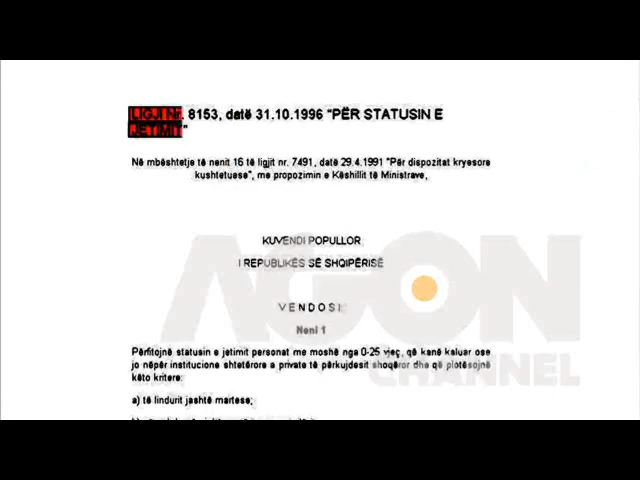 LIGJI Nr. 8153, datë 31.10.1996 "PËR STATUSIN E
JETIMIT"
Në mbështetje të nenit 16 të ligjit nr. 7491, datë 29.4.1991 "Për dispozitat kryesore
kushtetuese", me propozimin e Këshillit të Ministrave,
KUVENDI POPULLOR
I REPUBLIKËS SË SHQIPËRISË
VENDOSI:
Neni 1
Përfitojnë statusin e jetimit personat me moshë nga 0-25 vjeç, që kanë kaluar ose
jo nëpër institucione shtetërore a private të përkujdesit shoqëror dhe që plotësojnë
këto kritere:
a) të lindurit jashtë martese;
AGON
CHANNEL